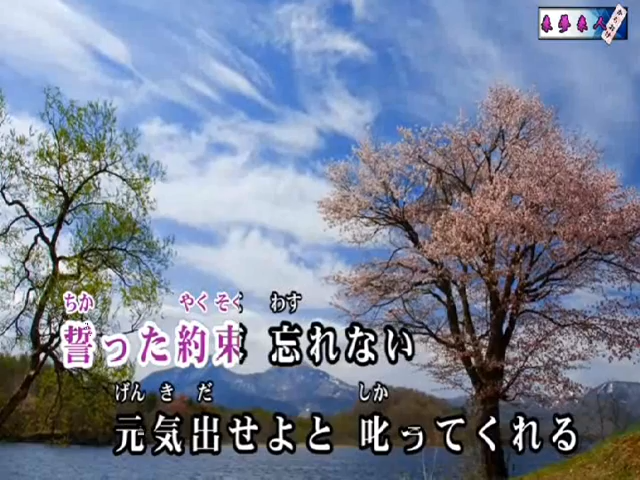 ちか やくそく わす
誓った約束 忘れない
げんきだ しか
元気出せよと 叱ってくれる